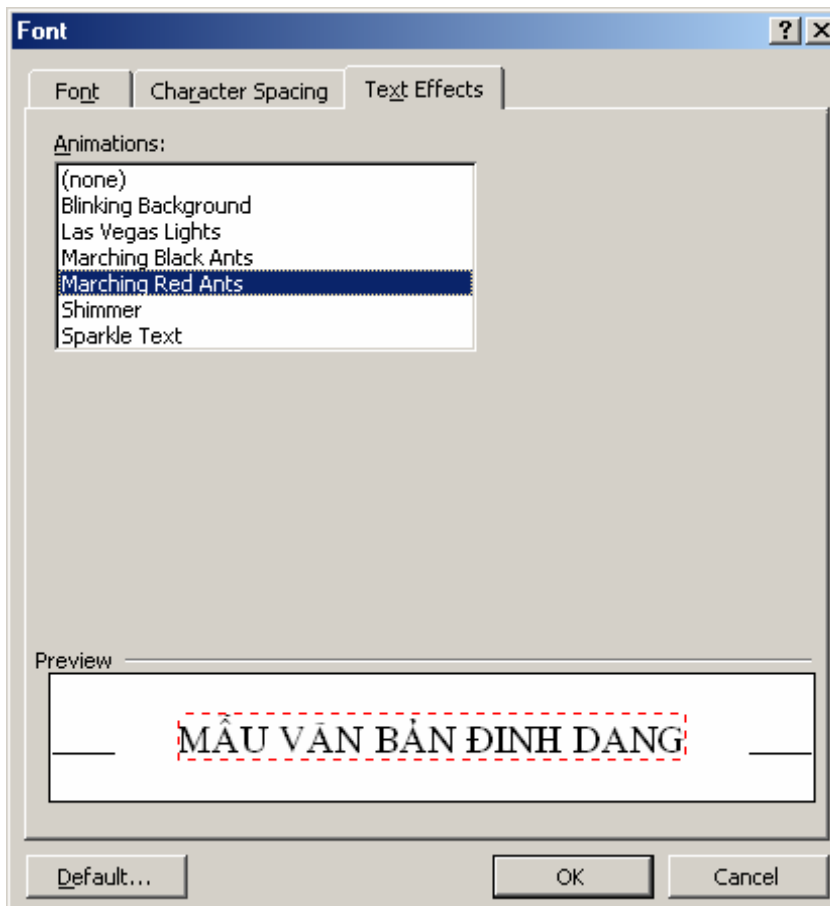 Font
Font Character Spacing Text Effects
Animations:
(none)
Blinking Background
Las Vegas Lights
Marching Black Ants
Marching Red Ants
Shimmer
Sparkle Text
Preview
MẪU VĂN BẢN ĐINH DANG
Default...
OK
Cancel